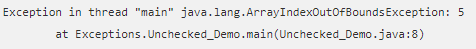 Exception in thread "main" java.lang.ArrayIndexOutOfBoundsException: 5
at Exceptions.Unchecked_Demo.main(Unchecked_Demo.java:8)